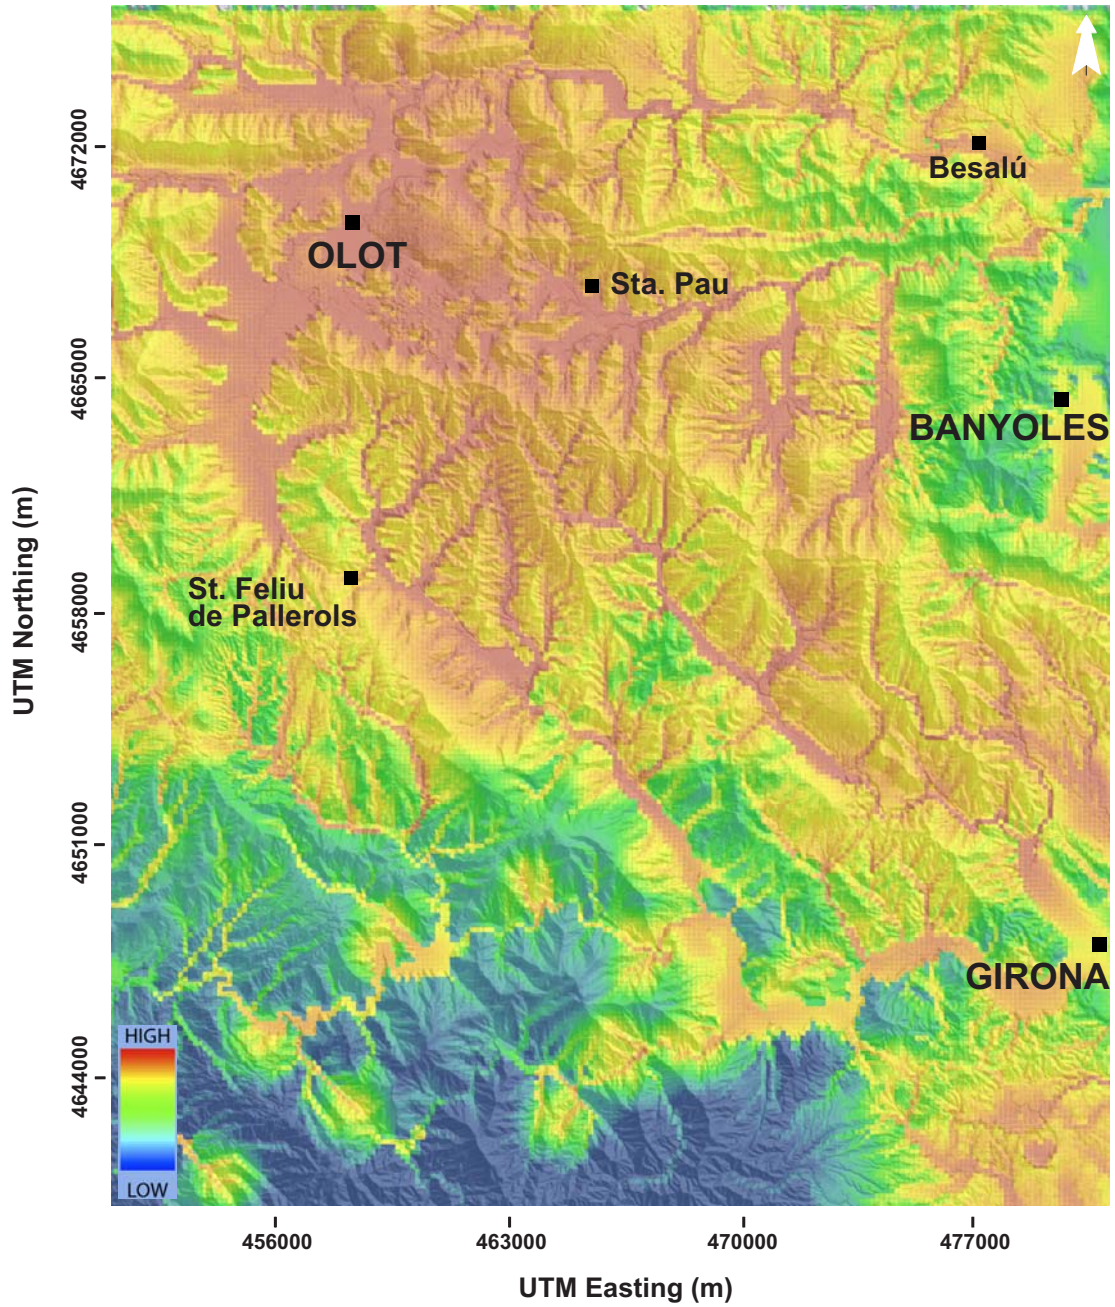 4672000
Besalú
OLOT
Sta. Pau
4665000
BANYOLES
UTM Northing (m)
St. Feliu
de Pallerols
4658000
4651000
GIRONA
HIGH
4644000
LOW
456000
463000
470000
477000
UTM Easting (m)